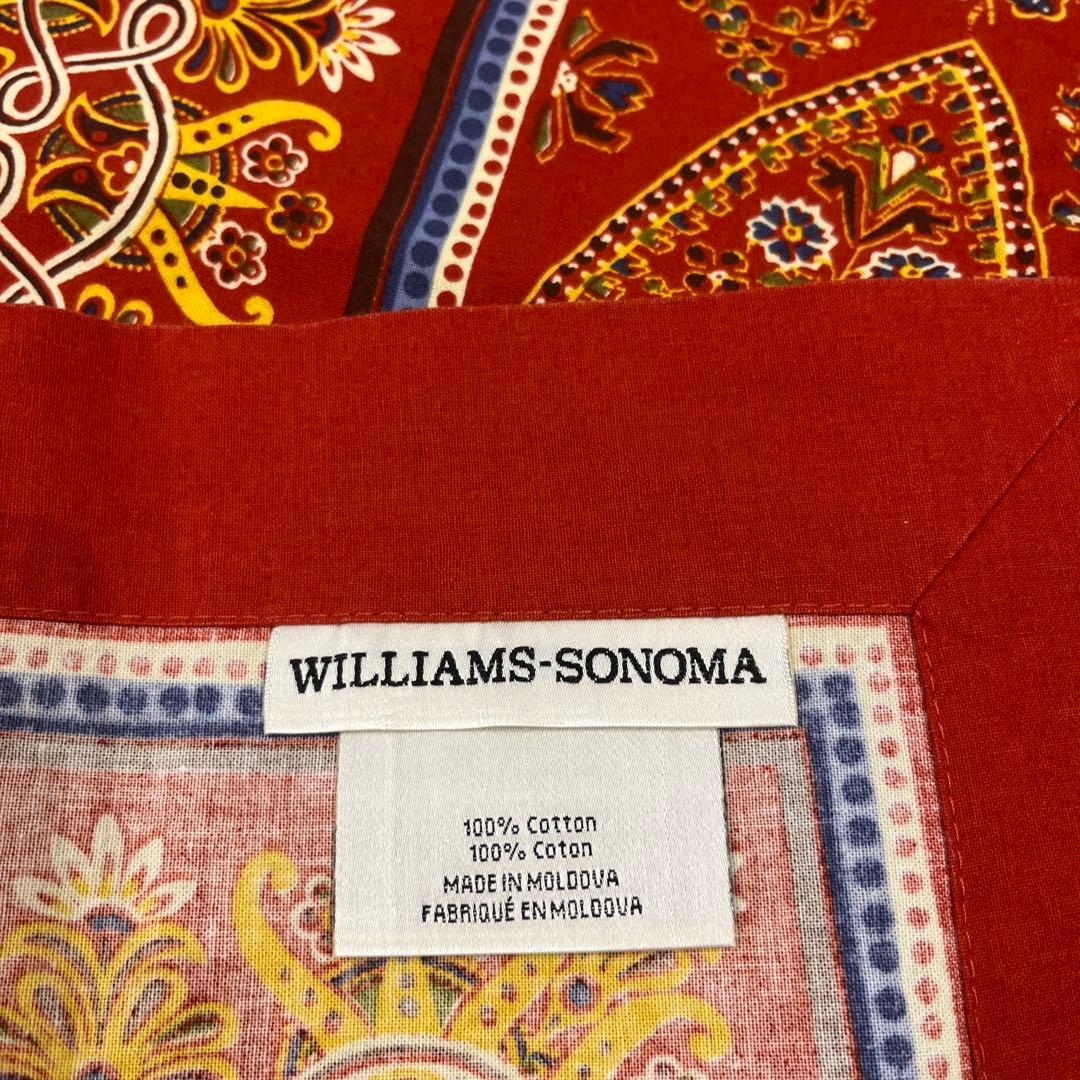 WILLIAMS-SONOMA
100% Cotton
100% Coton
MADE IN MOLDOVA
FABRIQUÉ EN MOLDOVA